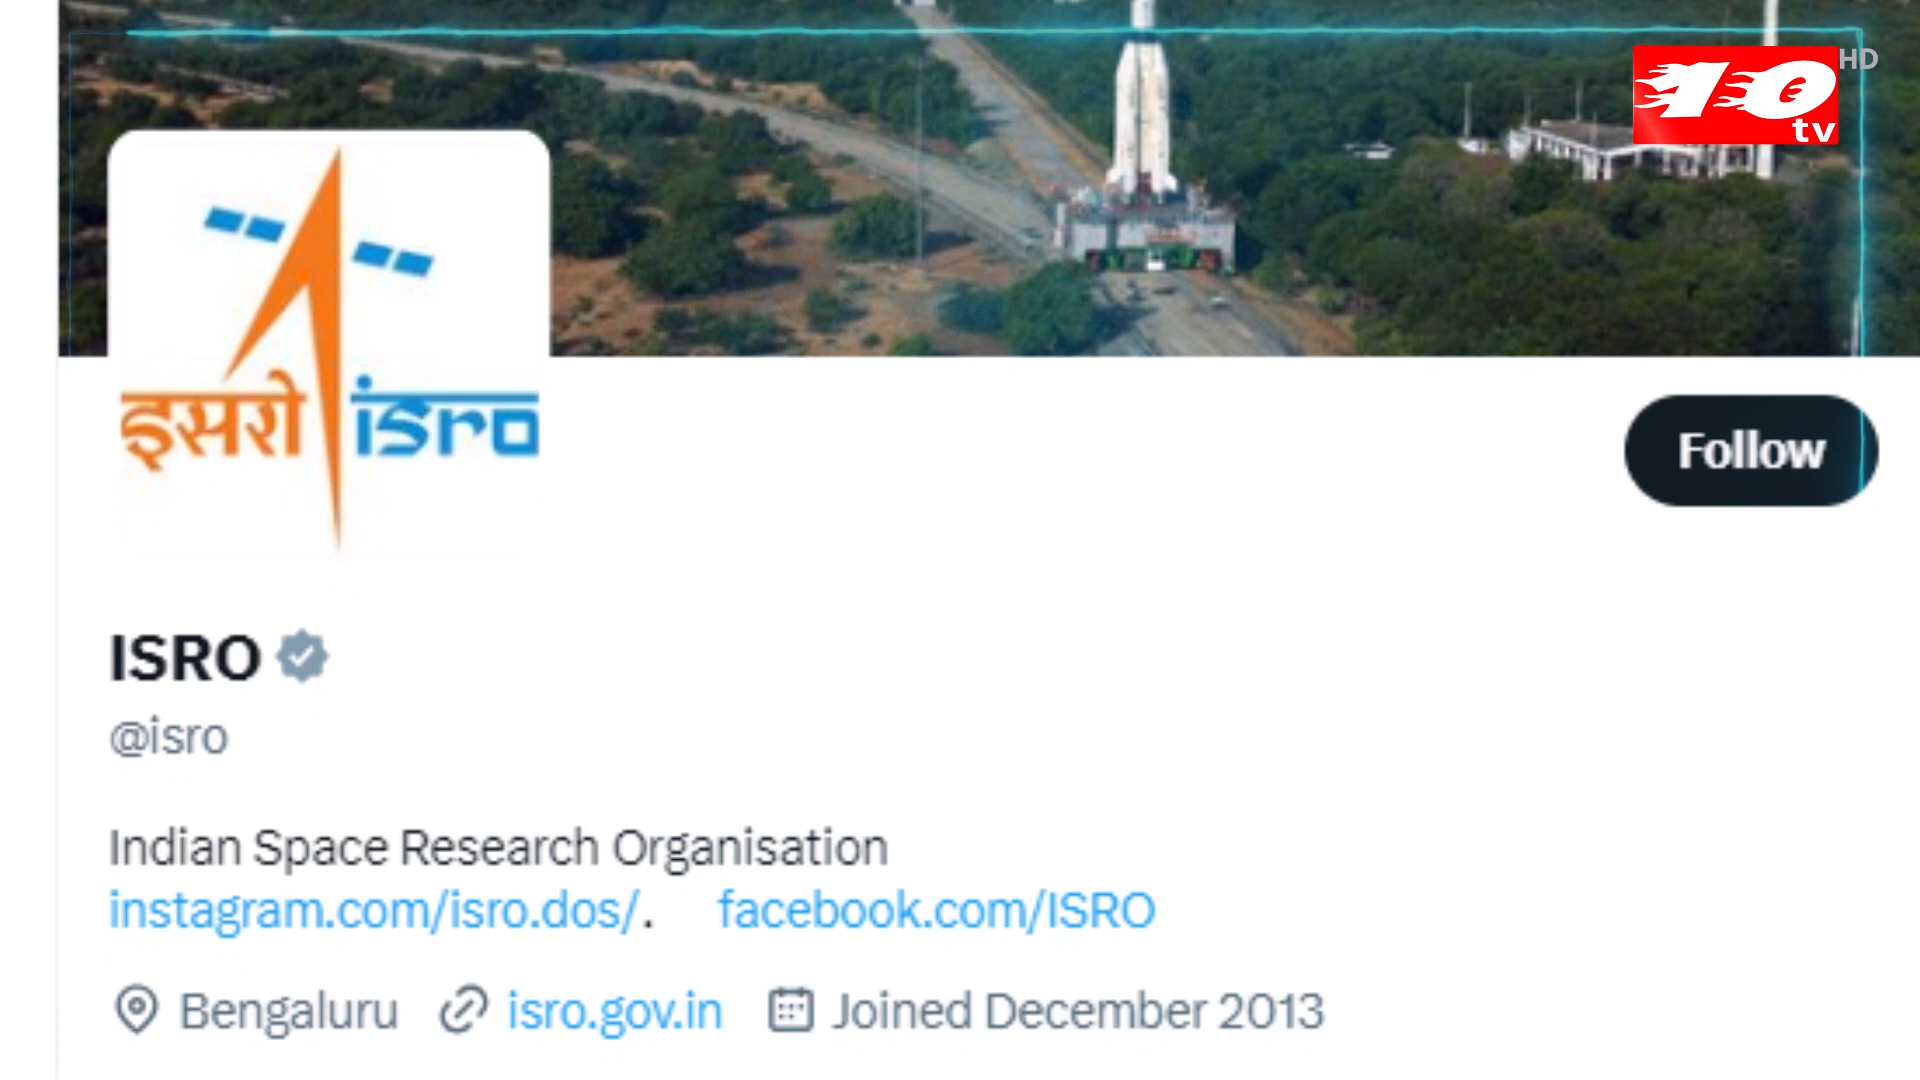 10
tv
HD
इसरो isro
Follow
ISRO
@isro
Indian Space Research Organisation
instagram.com/isro.dos/. facebook.com/ISRO
Bengaluru isro.gov.in Joined December 2013